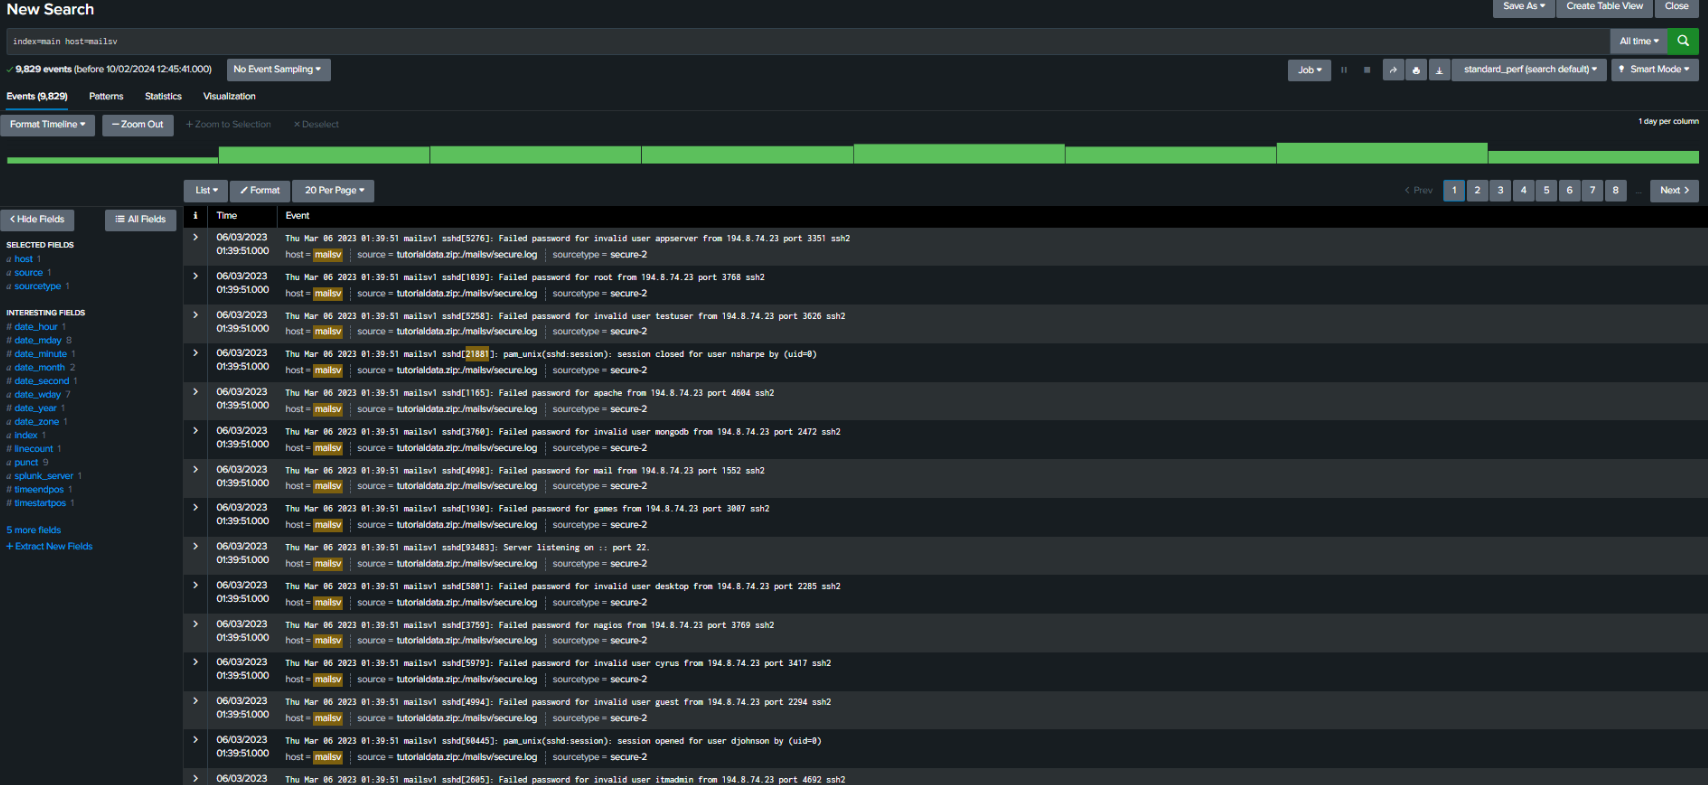 New Search
Save As Create Table View Close
index=main host=mailsv
All time
9,829 events (before 10/02/2024 12:45:41.000) No Event Sampling
Job standard_perf (search default) Smart Mode
Events (9,829) Patterns Statistics Visualization
Format Timeline − Zoom Out + Zoom to Selection × Deselect
1 day per column
List Format 20 Per Page
< Prev 1 2 3 4 5 6 7 8 ... Next >
< Hide Fields All Fields
i Time Event
SELECTED FIELDS
a host 1
a source 1
a sourcetype 1
INTERESTING FIELDS
# date_hour 1
# date_mday 8
# date_minute 1
a date_month 2
# date_second 1
a date_wday 7
# date_year 1
a date_zone 1
a index 1
# linecount 1
a punct 9
a splunk_server 1
# timeendpos 1
# timestartpos 1
5 more fields
+ Extract New Fields
06/03/2023 Thu Mar 06 2023 01:39:51 mailsv1 sshd[5276]: Failed password for invalid user appserver from 194.8.74.23 port 3351 ssh2
01:39:51.000 host = mailsv source = tutorialdata.zip:./mailsv/secure.log sourcetype = secure-2
06/03/2023 Thu Mar 06 2023 01:39:51 mailsv1 sshd[1039]: Failed password for root from 194.8.74.23 port 3768 ssh2
01:39:51.000 host = mailsv source = tutorialdata.zip:./mailsv/secure.log sourcetype = secure-2
06/03/2023 Thu Mar 06 2023 01:39:51 mailsv1 sshd[5258]: Failed password for invalid user testuser from 194.8.74.23 port 3626 ssh2
01:39:51.000 host = mailsv source = tutorialdata.zip:./mailsv/secure.log sourcetype = secure-2
06/03/2023 Thu Mar 06 2023 01:39:51 mailsv1 sshd[21881]: pam_unix(sshd:session): session closed for user nsharpe by (uid=0)
01:39:51.000 host = mailsv source = tutorialdata.zip:./mailsv/secure.log sourcetype = secure-2
06/03/2023 Thu Mar 06 2023 01:39:51 mailsv1 sshd[1165]: Failed password for apache from 194.8.74.23 port 4604 ssh2
01:39:51.000 host = mailsv source = tutorialdata.zip:./mailsv/secure.log sourcetype = secure-2
06/03/2023 Thu Mar 06 2023 01:39:51 mailsv1 sshd[3760]: Failed password for invalid user mongodb from 194.8.74.23 port 2472 ssh2
01:39:51.000 host = mailsv source = tutorialdata.zip:./mailsv/secure.log sourcetype = secure-2
06/03/2023 Thu Mar 06 2023 01:39:51 mailsv1 sshd[4998]: Failed password for mail from 194.8.74.23 port 1552 ssh2
01:39:51.000 host = mailsv source = tutorialdata.zip:./mailsv/secure.log sourcetype = secure-2
06/03/2023 Thu Mar 06 2023 01:39:51 mailsv1 sshd[1930]: Failed password for games from 194.8.74.23 port 3007 ssh2
01:39:51.000 host = mailsv source = tutorialdata.zip:./mailsv/secure.log sourcetype = secure-2
06/03/2023 Thu Mar 06 2023 01:39:51 mailsv1 sshd[93483]: Server listening on :: port 22.
01:39:51.000 host = mailsv source = tutorialdata.zip:./mailsv/secure.log sourcetype = secure-2
06/03/2023 Thu Mar 06 2023 01:39:51 mailsv1 sshd[5801]: Failed password for invalid user desktop from 194.8.74.23 port 2285 ssh2
01:39:51.000 host = mailsv source = tutorialdata.zip:./mailsv/secure.log sourcetype = secure-2
06/03/2023 Thu Mar 06 2023 01:39:51 mailsv1 sshd[3759]: Failed password for nagios from 194.8.74.23 port 3769 ssh2
01:39:51.000 host = mailsv source = tutorialdata.zip:./mailsv/secure.log sourcetype = secure-2
06/03/2023 Thu Mar 06 2023 01:39:51 mailsv1 sshd[5979]: Failed password for invalid user cyrus from 194.8.74.23 port 3417 ssh2
01:39:51.000 host = mailsv source = tutorialdata.zip:./mailsv/secure.log sourcetype = secure-2
06/03/2023 Thu Mar 06 2023 01:39:51 mailsv1 sshd[4994]: Failed password for invalid user guest from 194.8.74.23 port 2294 ssh2
01:39:51.000 host = mailsv source = tutorialdata.zip:./mailsv/secure.log sourcetype = secure-2
06/03/2023 Thu Mar 06 2023 01:39:51 mailsv1 sshd[60445]: pam_unix(sshd:session): session opened for user djohnson by (uid=0)
01:39:51.000 host = mailsv source = tutorialdata.zip:./mailsv/secure.log sourcetype = secure-2
06/03/2023 Thu Mar 06 2023 01:39:51 mailsv1 sshd[2605]: Failed password for invalid user itmadmin from 194.8.74.23 port 4692 ssh2